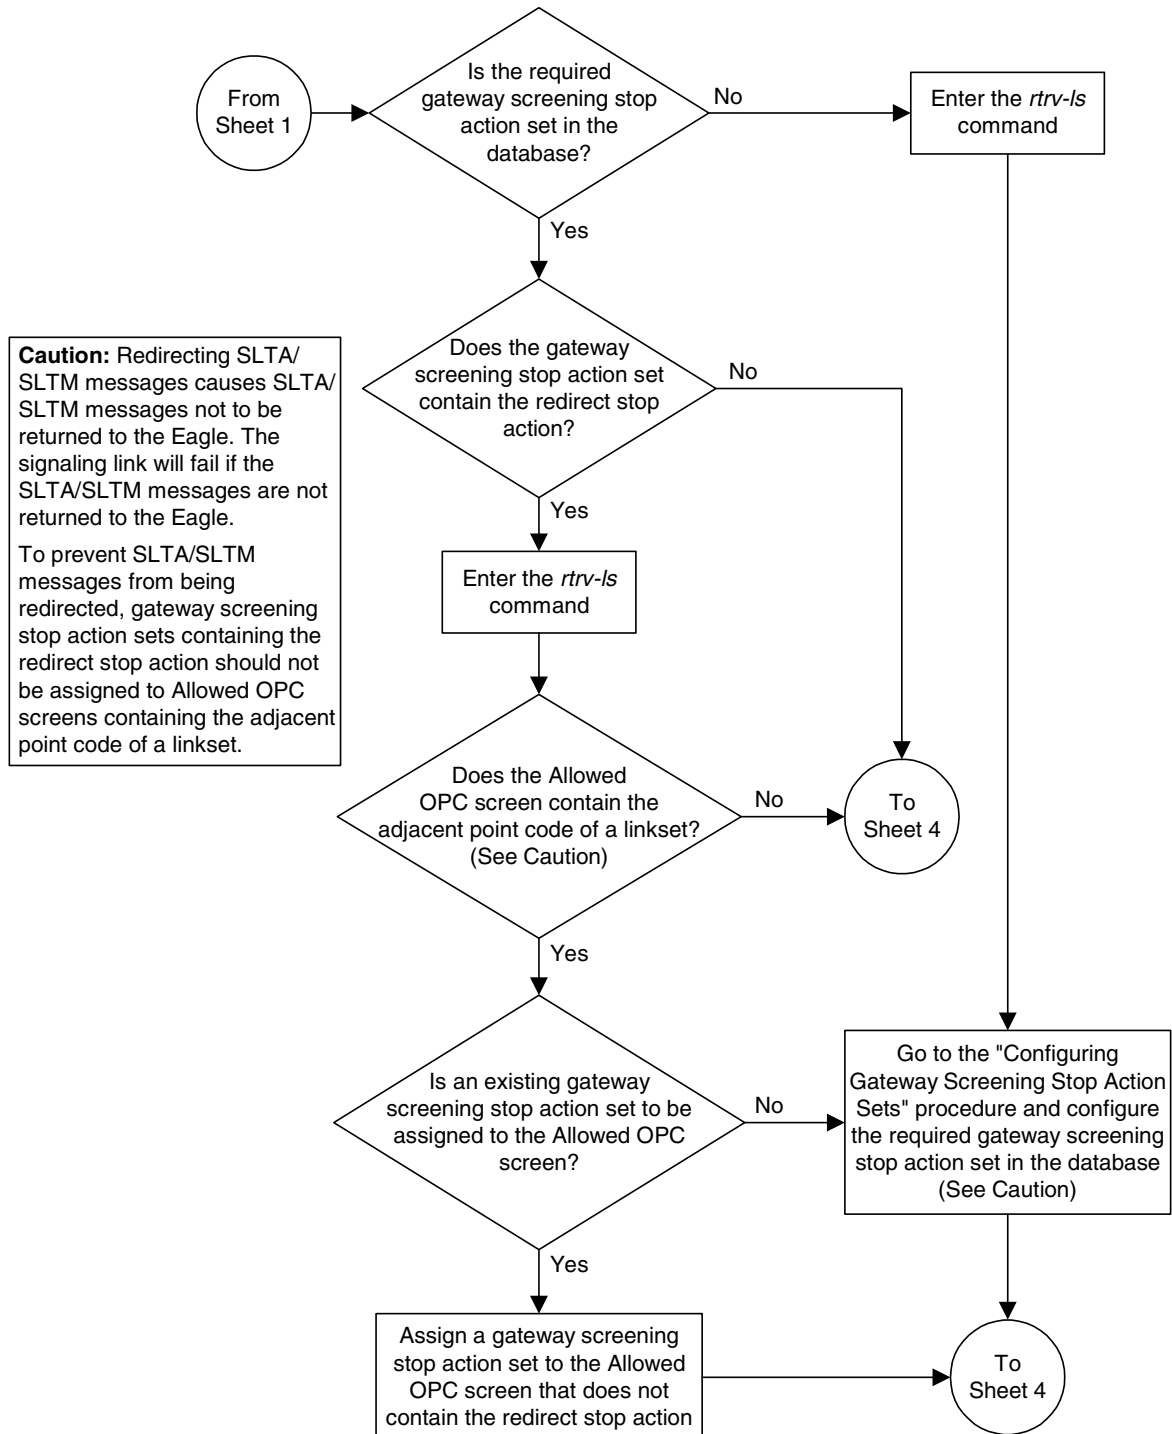 From
Sheet 1
Is the required
gateway screening stop
action set in the
database?
No
Enter the rtrv-ls
command
Yes
Does the gateway
screening stop action set
contain the redirect stop
action?
No
Yes
Caution: Redirecting SLTA/
SLTM messages causes SLTA/
SLTM messages not to be
returned to the Eagle. The
signaling link will fail if the
SLTA/SLTM messages are not
returned to the Eagle.
To prevent SLTA/SLTM
messages from being
redirected, gateway screening
stop action sets containing the
redirect stop action should not
be assigned to Allowed OPC
screens containing the adjacent
point code of a linkset.
Enter the rtrv-ls
command
Does the Allowed
OPC screen contain the
adjacent point code of a linkset?
(See Caution)
No
To
Sheet 4
Yes
Is an existing gateway
screening stop action set to be
assigned to the Allowed OPC
screen?
No
Go to the "Configuring
Gateway Screening Stop Action
Sets" procedure and configure
the required gateway screening
stop action set in the database
(See Caution)
Yes
Assign a gateway screening
stop action set to the Allowed
OPC screen that does not
contain the redirect stop action
To
Sheet 4